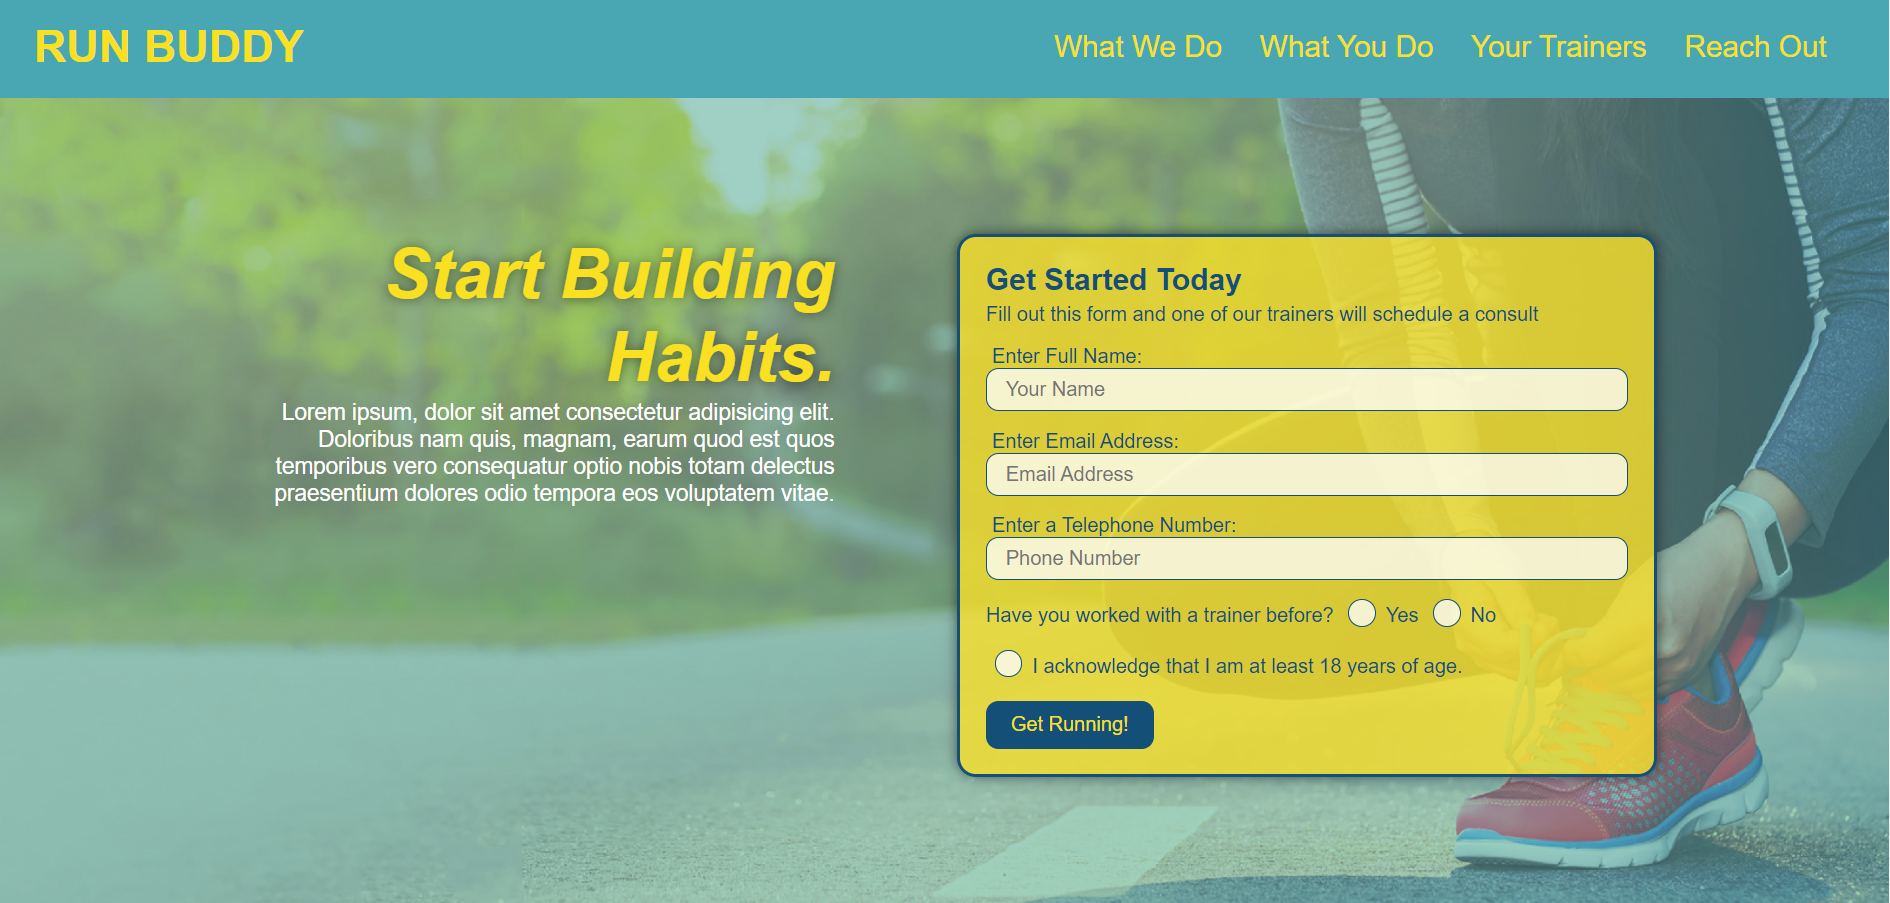 RUN BUDDY
What We Do What You Do Your Trainers Reach Out
Start Building
Habits.
Lorem ipsum, dolor sit amet consectetur adipisicing elit.
Doloribus nam quis, magnam, earum quod est quos
temporibus vero consequatur optio nobis totam delectus
praesentium dolores odio tempora eos voluptatem vitae.
Get Started Today
Fill out this form and one of our trainers will schedule a consult
Enter Full Name:
Your Name
Enter Email Address:
Email Address
Enter a Telephone Number:
Phone Number
Have you worked with a trainer before? Yes No
I acknowledge that I am at least 18 years of age.
Get Running!